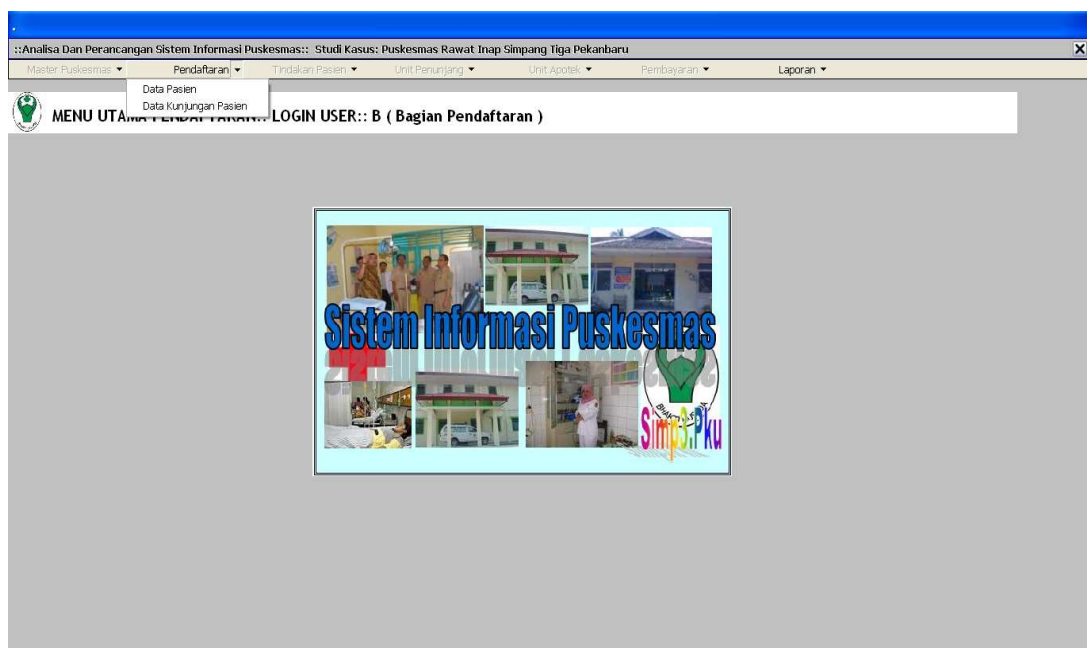 .
::Analisa Dan Perancangan Sistem Informasi Puskesmas:: Studi Kasus: Puskesmas Rawat Inap Simpang Tiga Pekanbaru
Master Puskesmas Pendaftaran Tindakan Pasien Unit Penunjang Unit Apotek Pembayaran Laporan
Data Pasien
Data Kunjungan Pasien
MENU UTAMA PENDAFTARAN:: LOGIN USER:: B ( Bagian Pendaftaran )
Sistem Informasi Puskesmas
Simp3.Pku